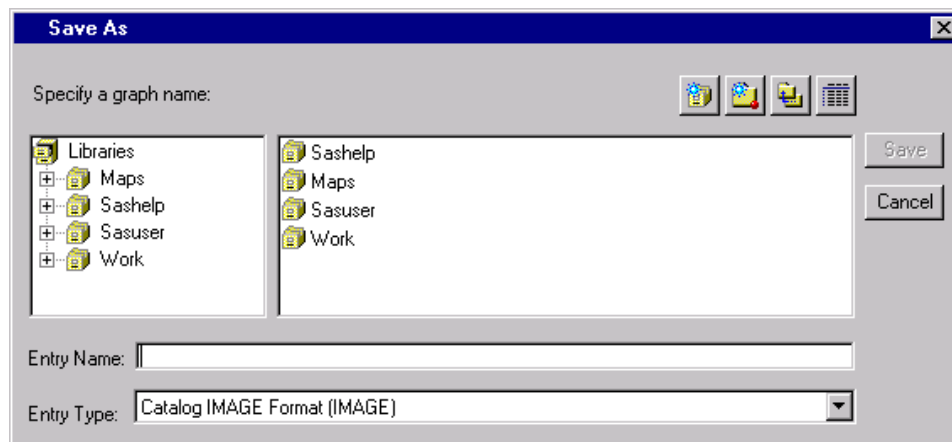 Save As
Specify a graph name:
Libraries
Maps
Sashelp
Sasuser
Work
Sashelp
Maps
Sasuser
Work
Save
Cancel
Entry Name:
Entry Type: Catalog IMAGE Format (IMAGE)